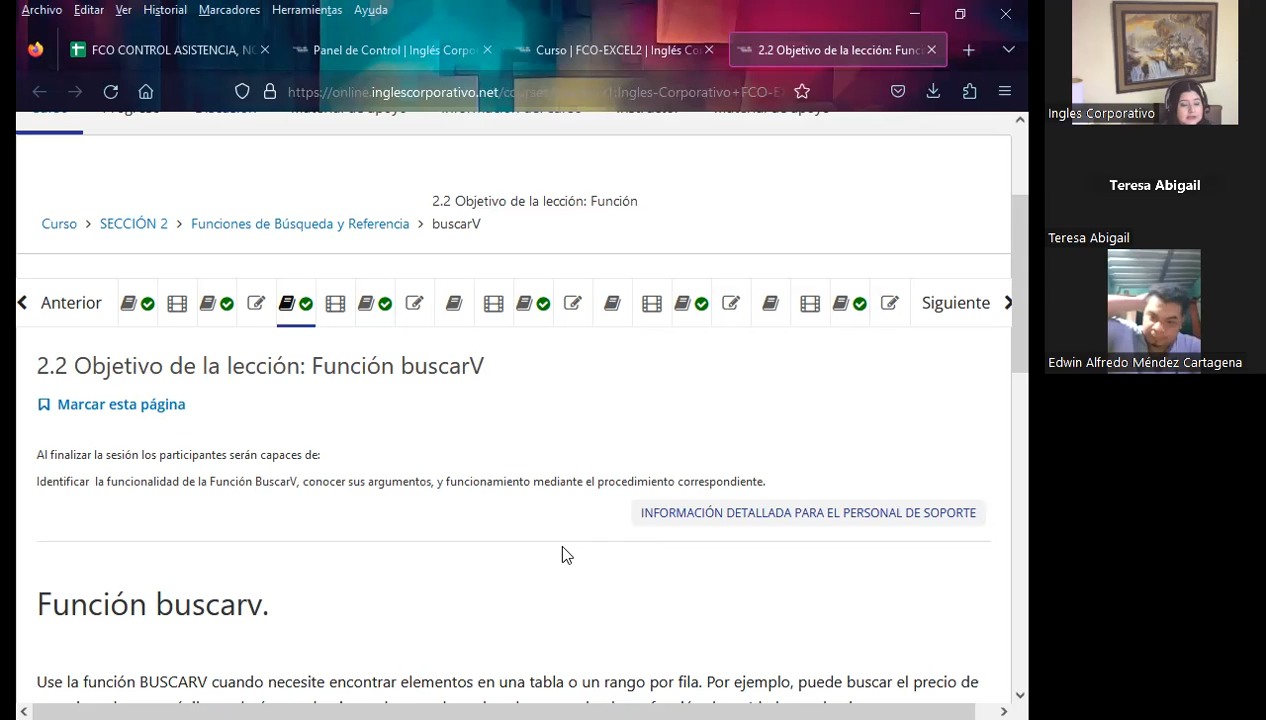 Archivo Editar Ver Historial Marcadores Herramientas Ayuda
FCO CONTROL ASISTENCIA, NO
Panel de Control | Inglés Corpo
Curso | FCO-EXCEL2 | Inglés Co
2.2 Objetivo de la lección: Func
https://online.inglescorporativo.net/course
Ingles-Corporativo+FCO-E
2.2 Objetivo de la lección: Función
Curso > SECCIÓN 2 > Funciones de Búsqueda y Referencia > buscarV
Anterior
Siguiente
2.2 Objetivo de la lección: Función buscarV
Marcar esta página
Al finalizar la sesión los participantes serán capaces de:
Identificar la funcionalidad de la Función BuscarV, conocer sus argumentos, y funcionamiento mediante el procedimiento correspondiente.
INFORMACIÓN DETALLADA PARA EL PERSONAL DE SOPORTE
Función buscarv.
Use la función BUSCARV cuando necesite encontrar elementos en una tabla o un rango por fila. Por ejemplo, puede buscar el precio de
Ingles Corporativo
Teresa Abigail
Teresa Abigail
Edwin Alfredo Méndez Cartagena